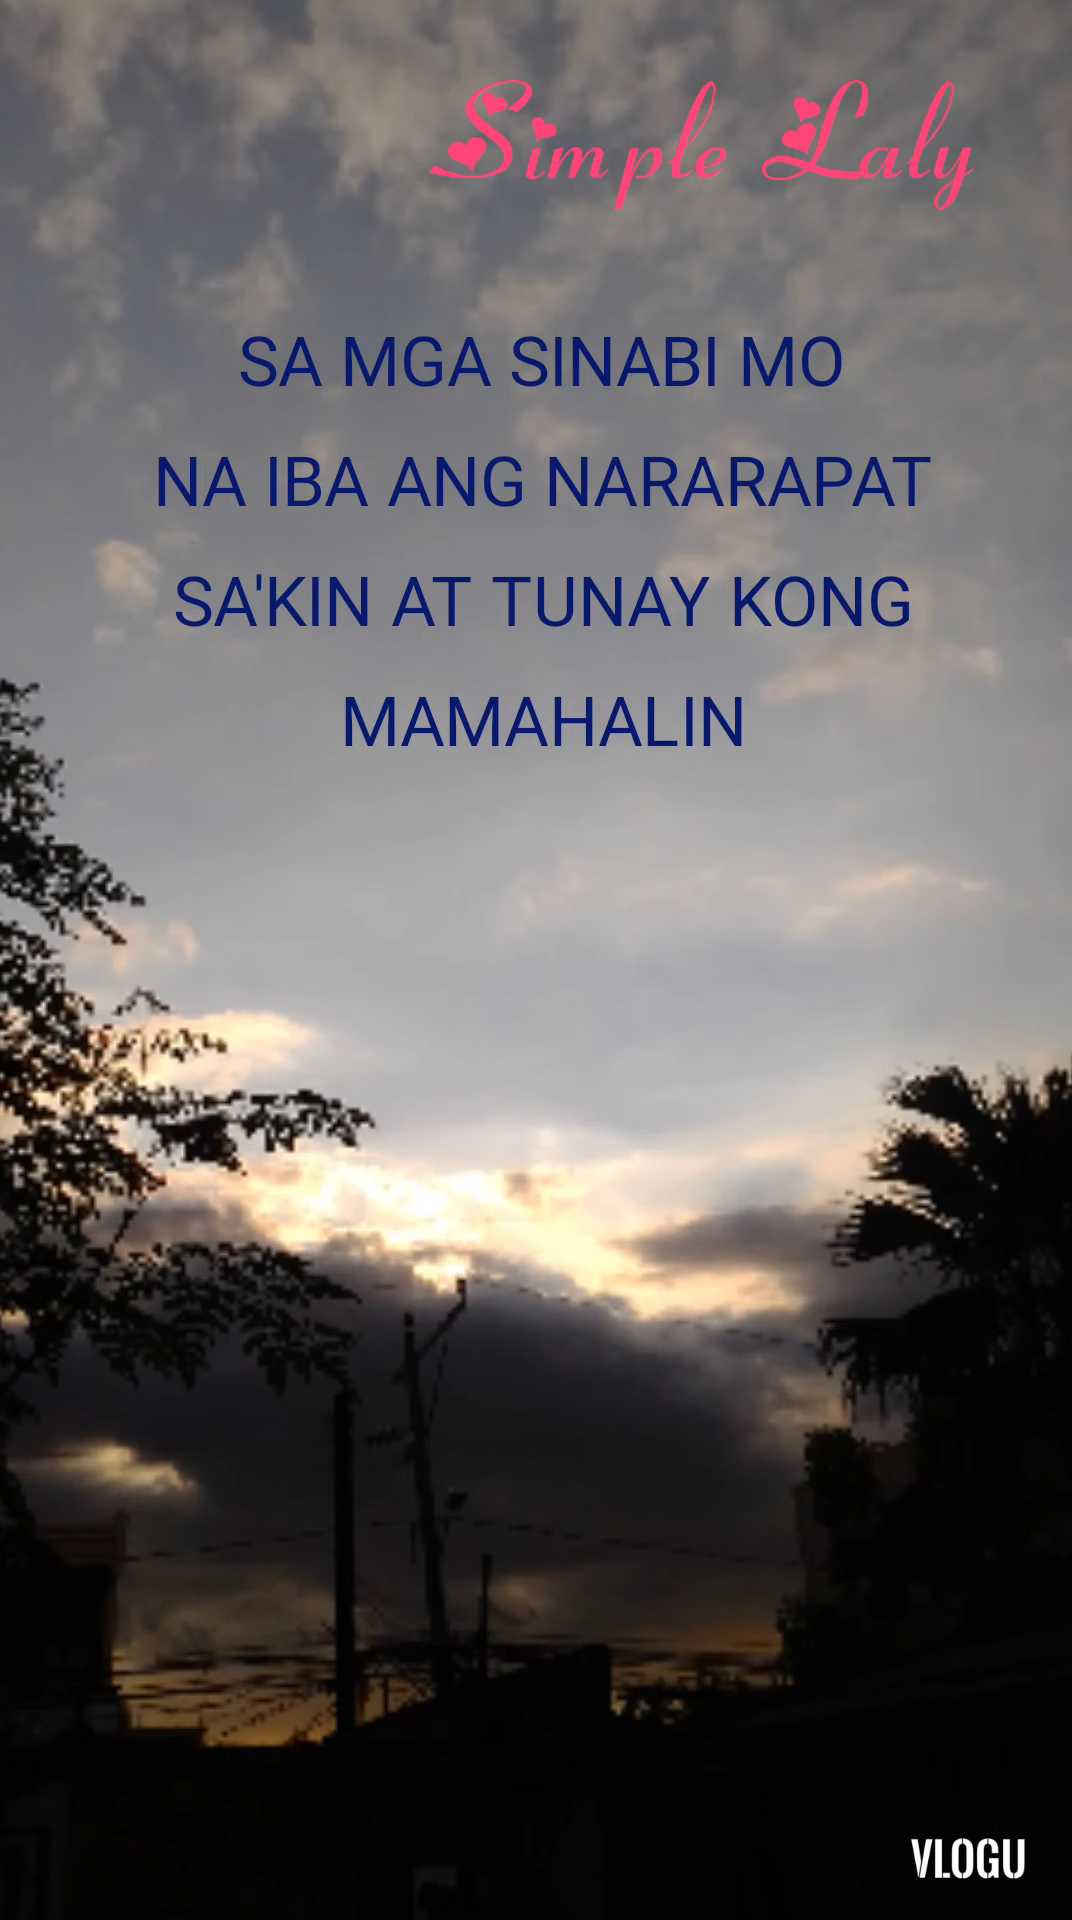 Simple Laly
SA MGA SINABI MO
NA IBA ANG NARARAPAT
SA'KIN AT TUNAY KONG
MAMAHALIN
VLOGU